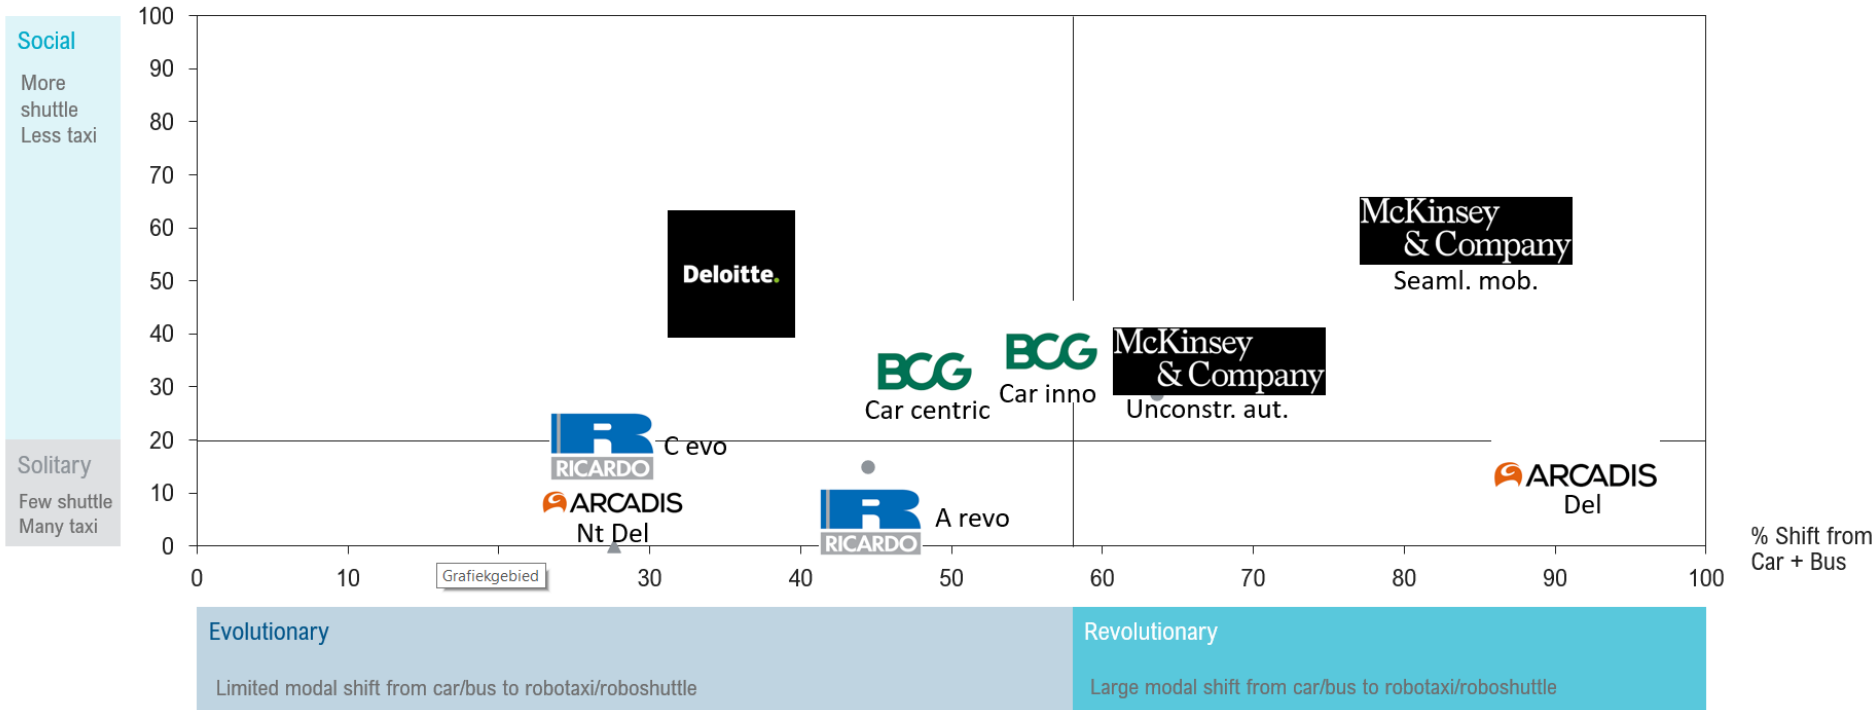 Social
More
shuttle
Less taxi
Solitary
Few shuttle
Many taxi
100
90
80
70
60
50
40
30
20
10
0
Deloitte.
McKinsey
& Company
Seaml. mob.
BCG
Car centric
BCG
Car inno
McKinsey
& Company
Unconstr. aut.
R
RICARDO
C evo
ARCADIS
Nt Del
R
RICARDO
A revo
ARCADIS
Del
0 10 30 40 50 60 70 80 90 100
Grafiekgebied
% Shift from
Car + Bus
Evolutionary
Limited modal shift from car/bus to robotaxi/roboshuttle
Revolutionary
Large modal shift from car/bus to robotaxi/roboshuttle